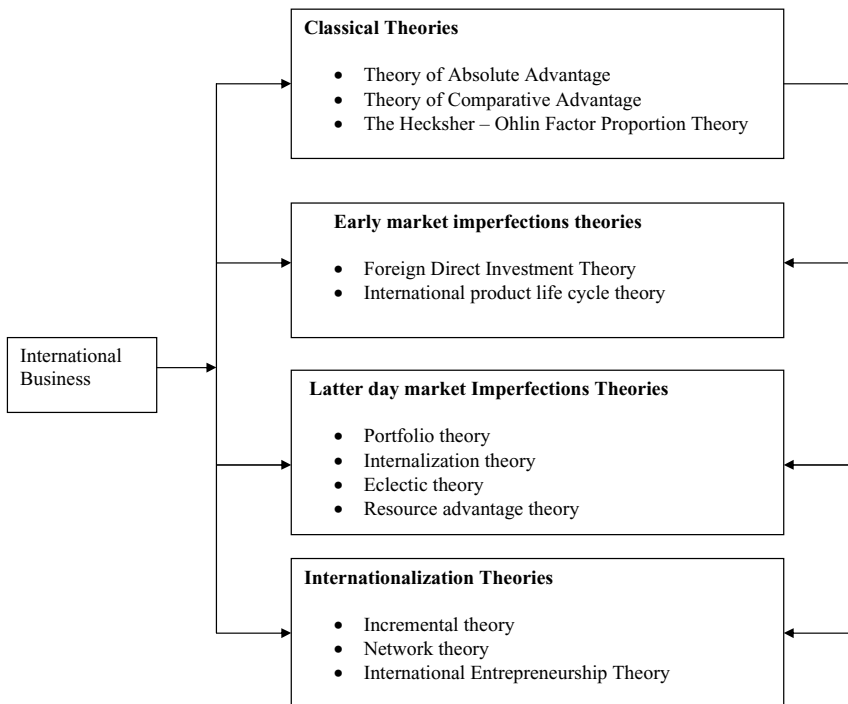 Classical Theories
• Theory of Absolute Advantage
• Theory of Comparative Advantage
• The Hecksher – Ohlin Factor Proportion Theory
Early market imperfections theories
• Foreign Direct Investment Theory
• International product life cycle theory
International
Business
Latter day market Imperfections Theories
• Portfolio theory
• Internalization theory
• Eclectic theory
• Resource advantage theory
Internationalization Theories
• Incremental theory
• Network theory
• International Entrepreneurship Theory